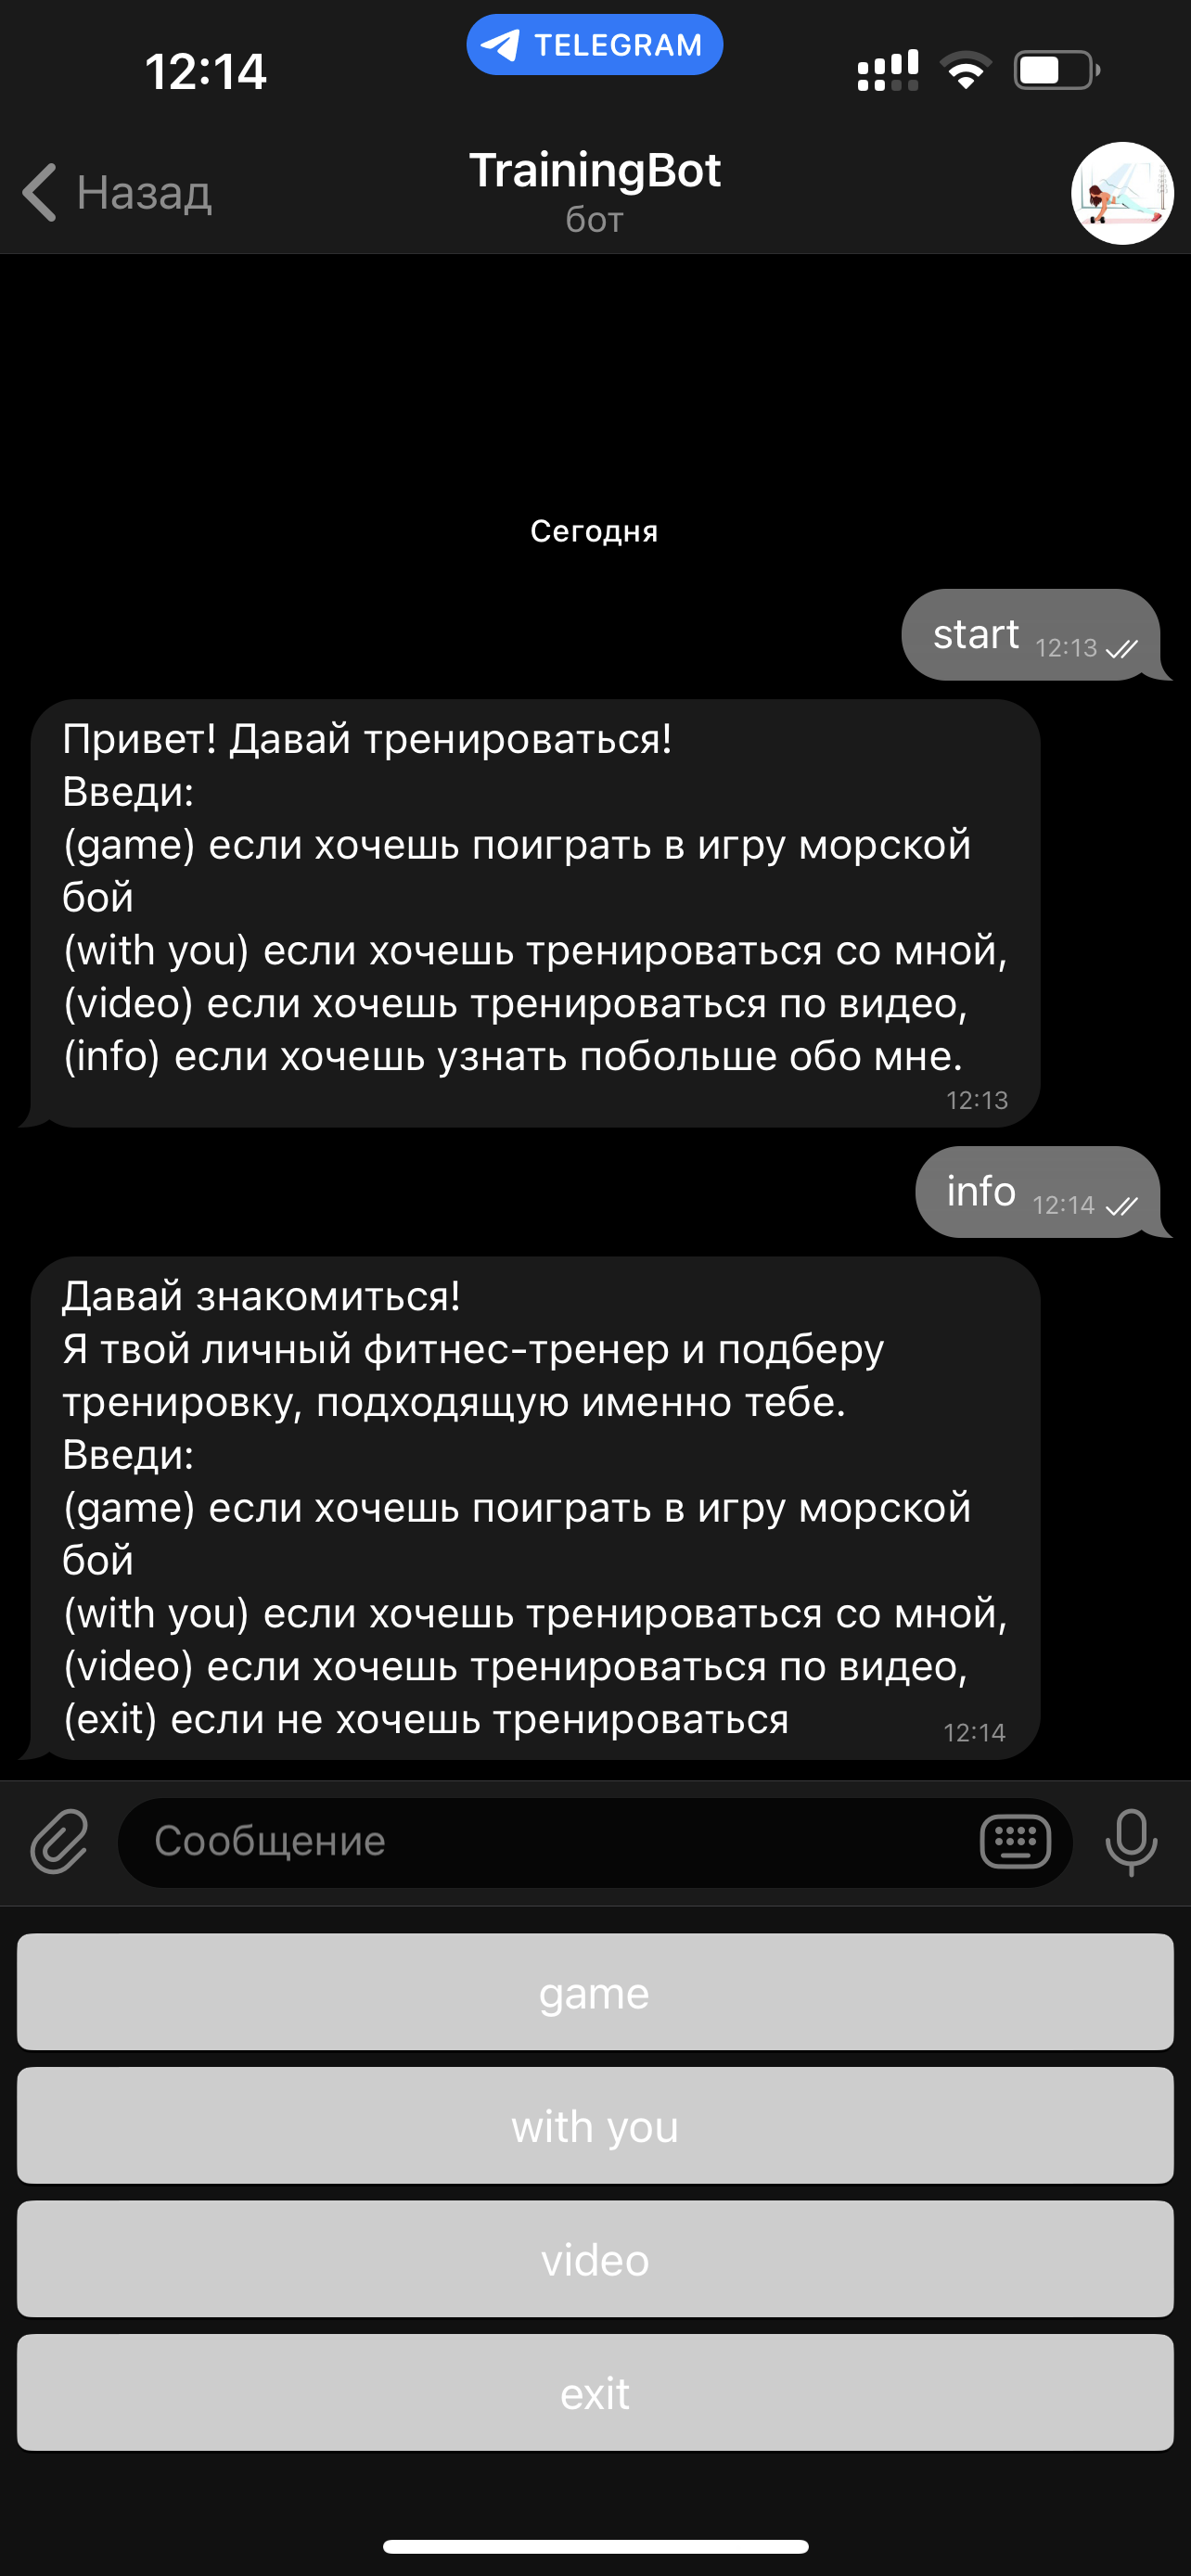 12:14
TELEGRAM
Назад
TrainingBot
бот
Сегодня
start 12:13
Привет! Давай тренироваться!
Введи:
(game) если хочешь поиграть в игру морской
бой
(with you) если хочешь тренироваться со мной,
(video) если хочешь тренироваться по видео,
(info) если хочешь узнать побольше обо мне.
12:13
info 12:14
Давай знакомиться!
Я твой личный фитнес-тренер и подберу
тренировку, подходящую именно тебе.
Введи:
(game) если хочешь поиграть в игру морской
бой
(with you) если хочешь тренироваться со мной,
(video) если хочешь тренироваться по видео,
(exit) если не хочешь тренироваться 12:14
Сообщение
game
with you
video
exit